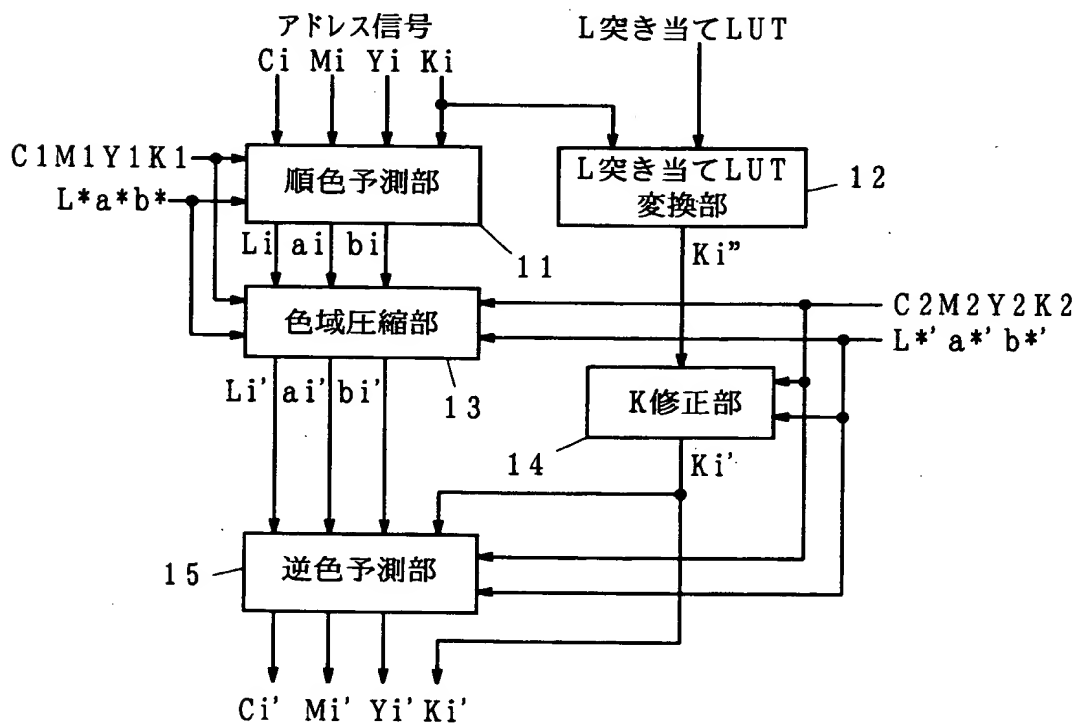 アドレス信号
Ci Mi Yi Ki
L突き当てLUT
C1M1Y1K1
L*a*b*
順色予測部
11
L突き当てLUT
変換部
12
Li ai bi
Ki”
色域圧縮部
13
C2M2Y2K2
L*'a*'b*'
Li' ai' bi'
K修正部
14
Ki'
逆色予測部
15
Ci' Mi' Yi' Ki'